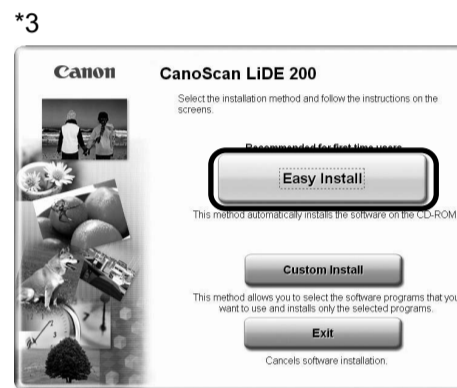 *3
Canon
CanoScan LiDE 200
Select the installation method and follow the instructions on the
screens.
Recommended for first-time users
Easy Install
This method automatically installs the software on the CD-ROM
Custom Install
This method allows you to select the software programs that you
want to use and installs only the selected programs.
Exit
Cancels software installation.